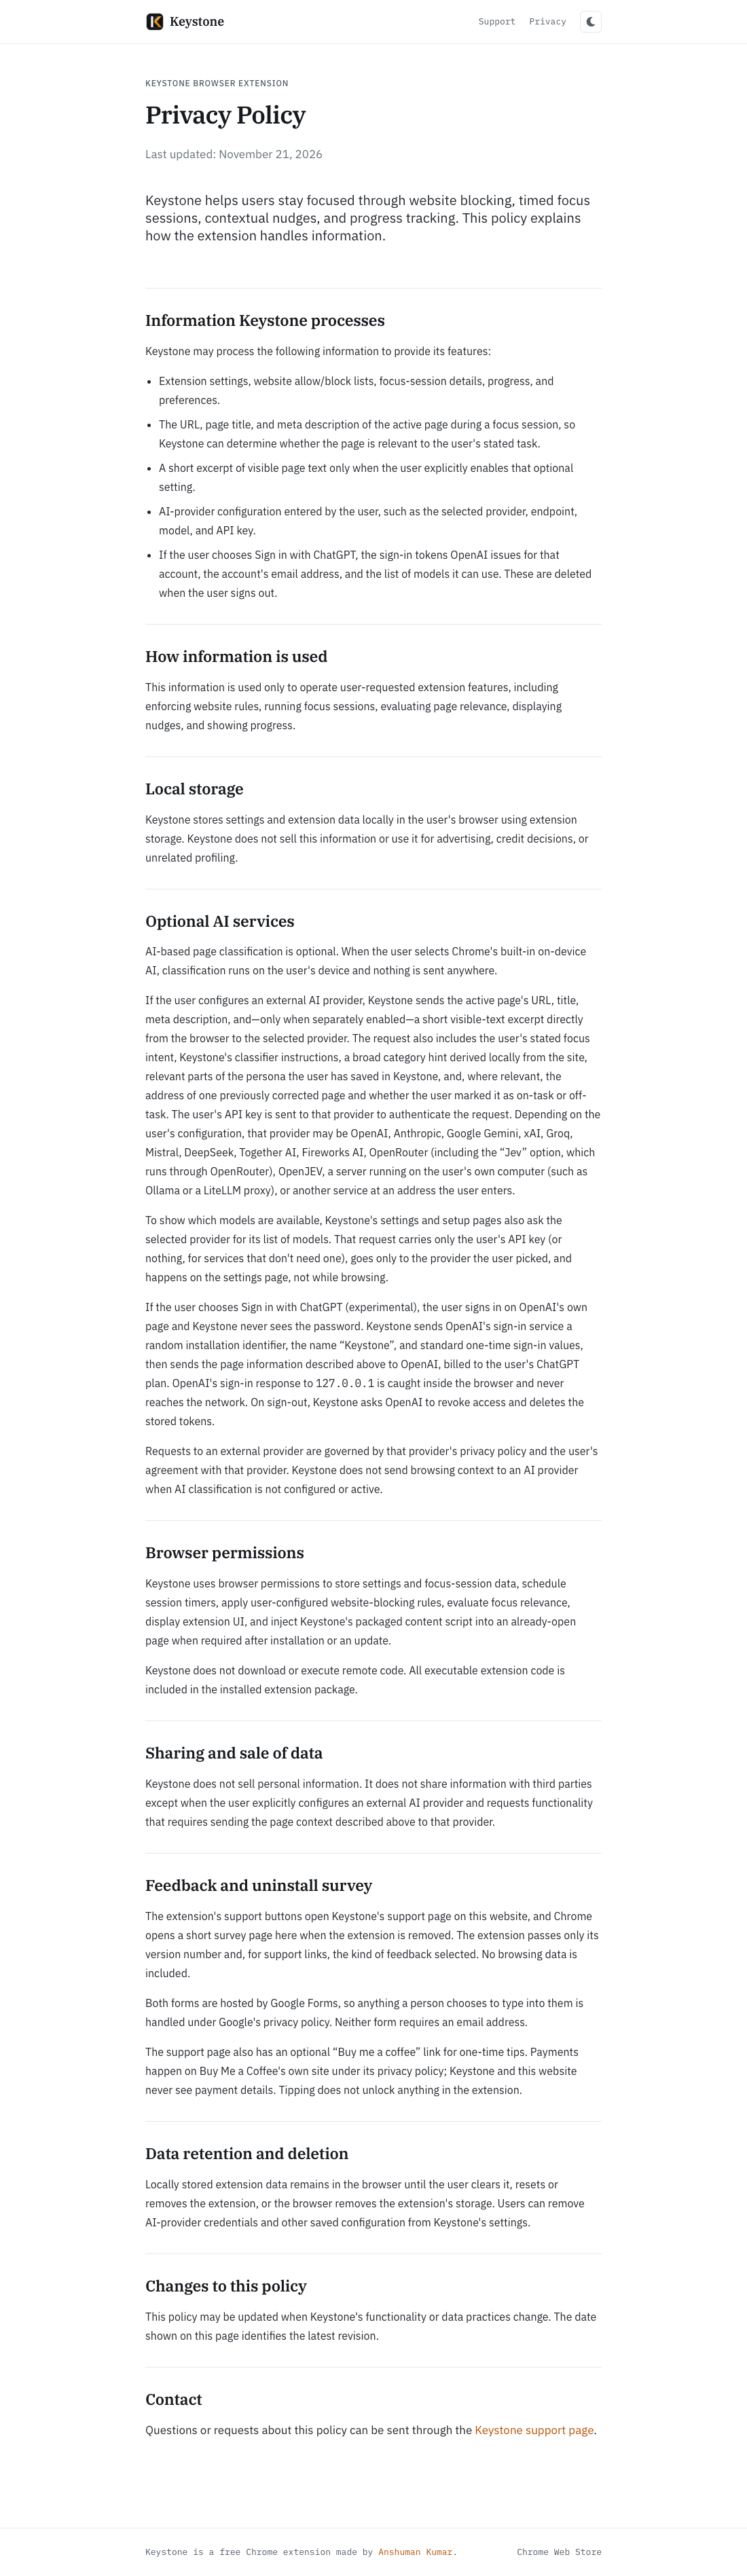 Keystone
Support
Privacy
KEYSTONE BROWSER EXTENSION
Privacy Policy
Last updated: November 21, 2026
Keystone helps users stay focused through website blocking, timed focus
sessions, contextual nudges, and progress tracking. This policy explains
how the extension handles information.
Information Keystone processes
Keystone may process the following information to provide its features:
• Extension settings, website allow/block lists, focus-session details, progress, and
preferences.
• The URL, page title, and meta description of the active page during a focus session, so
Keystone can determine whether the page is relevant to the user's stated task.
• A short excerpt of visible page text only when the user explicitly enables that optional
setting.
• AI-provider configuration entered by the user, such as the selected provider, endpoint,
model, and API key.
• If the user chooses Sign in with ChatGPT, the sign-in tokens OpenAI issues for that
account, the account's email address, and the list of models it can use. These are deleted
when the user signs out.
How information is used
This information is used only to operate user-requested extension features, including
enforcing website rules, running focus sessions, evaluating page relevance, displaying
nudges, and showing progress.
Local storage
Keystone stores settings and extension data locally in the user's browser using extension
storage. Keystone does not sell this information or use it for advertising, credit decisions, or
unrelated profiling.
Optional AI services
AI-based page classification is optional. When the user selects Chrome's built-in on-device
AI, classification runs on the user's device and nothing is sent anywhere.
If the user configures an external AI provider, Keystone sends the active page's URL, title,
meta description, and—only when separately enabled—a short visible-text excerpt directly
from the browser to the selected provider. The request also includes the user's stated focus
intent, Keystone's classifier instructions, a broad category hint derived locally from the site,
relevant parts of the persona the user has saved in Keystone, and, where relevant, the
address of one previously corrected page and whether the user marked it as on-task or off-
task. The user's API key is sent to that provider to authenticate the request. Depending on the
user's configuration, that provider may be OpenAI, Anthropic, Google Gemini, xAI, Groq,
Mistral, DeepSeek, Together AI, Fireworks AI, OpenRouter (including the “Jev” option, which
runs through OpenRouter), OpenJEV, a server running on the user's own computer (such as
Ollama or a LiteLLM proxy), or another service at an address the user enters.
To show which models are available, Keystone's settings and setup pages also ask the
selected provider for its list of models. That request carries only the user's API key (or
nothing, for services that don't need one), goes only to the provider the user picked, and
happens on the settings page, not while browsing.
If the user chooses Sign in with ChatGPT (experimental), the user signs in on OpenAI's own
page and Keystone never sees the password. Keystone sends OpenAI's sign-in service a
random installation identifier, the name “Keystone”, and standard one-time sign-in values,
then sends the page information described above to OpenAI, billed to the user's ChatGPT
plan. OpenAI's sign-in response to 127.0.0.1 is caught inside the browser and never
reaches the network. On sign-out, Keystone asks OpenAI to revoke access and deletes the
stored tokens.
Requests to an external provider are governed by that provider's privacy policy and the user's
agreement with that provider. Keystone does not send browsing context to an AI provider
when AI classification is not configured or active.
Browser permissions
Keystone uses browser permissions to store settings and focus-session data, schedule
session timers, apply user-configured website-blocking rules, evaluate focus relevance,
display extension UI, and inject Keystone's packaged content script into an already-open
page when required after installation or an update.
Keystone does not download or execute remote code. All executable extension code is
included in the installed extension package.
Sharing and sale of data
Keystone does not sell personal information. It does not share information with third parties
except when the user explicitly configures an external AI provider and requests functionality
that requires sending the page context described above to that provider.
Feedback and uninstall survey
The extension's support buttons open Keystone's support page on this website, and Chrome
opens a short survey page here when the extension is removed. The extension passes only its
version number and, for support links, the kind of feedback selected. No browsing data is
included.
Both forms are hosted by Google Forms, so anything a person chooses to type into them is
handled under Google's privacy policy. Neither form requires an email address.
The support page also has an optional “Buy me a coffee” link for one-time tips. Payments
happen on Buy Me a Coffee's own site under its privacy policy; Keystone and this website
never see payment details. Tipping does not unlock anything in the extension.
Data retention and deletion
Locally stored extension data remains in the browser until the user clears it, resets or
removes the extension, or the browser removes the extension's storage. Users can remove
AI-provider credentials and other saved configuration from Keystone's settings.
Changes to this policy
This policy may be updated when Keystone's functionality or data practices change. The date
shown on this page identifies the latest revision.
Contact
Questions or requests about this policy can be sent through the Keystone support page.
Keystone is a free Chrome extension made by Anshuman Kumar.
Chrome Web Store